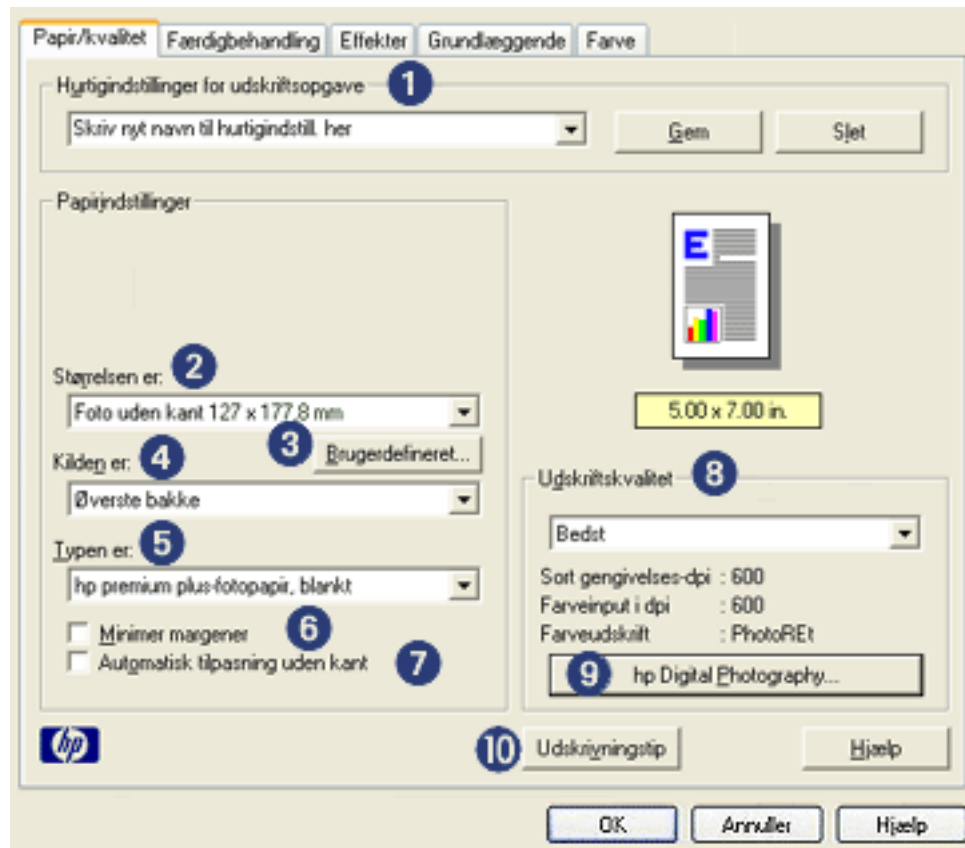 Papir/kvalitet Færdigbehandling Effekter Grundlæggende Farve
Hurtigindstillinger for udskriftsopgave 1
Skriv nyt navn til hurtigindstill. her Gem Slet
Papirindstillinger
E
Størrelsen er: 2
Foto uden kant 127 x 177,8 mm
5.00 x 7.00 in.
3 Brugerdefineret...
Kilden er: 4
Øverste bakke
Udskriftskvalitet 8
Bedst
Typen er: 5
hp premium plus-fotopapir, blankt
Sort gengivelses-dpi : 600
Farveinput i dpi : 600
Farveudskrift : PhotoREt
Minimer margener 6
Automatisk tilpasning uden kant 7
9 hp Digital Photography...
hp
10 Udskrivningstip Hjælp
OK Annuller Hjælp